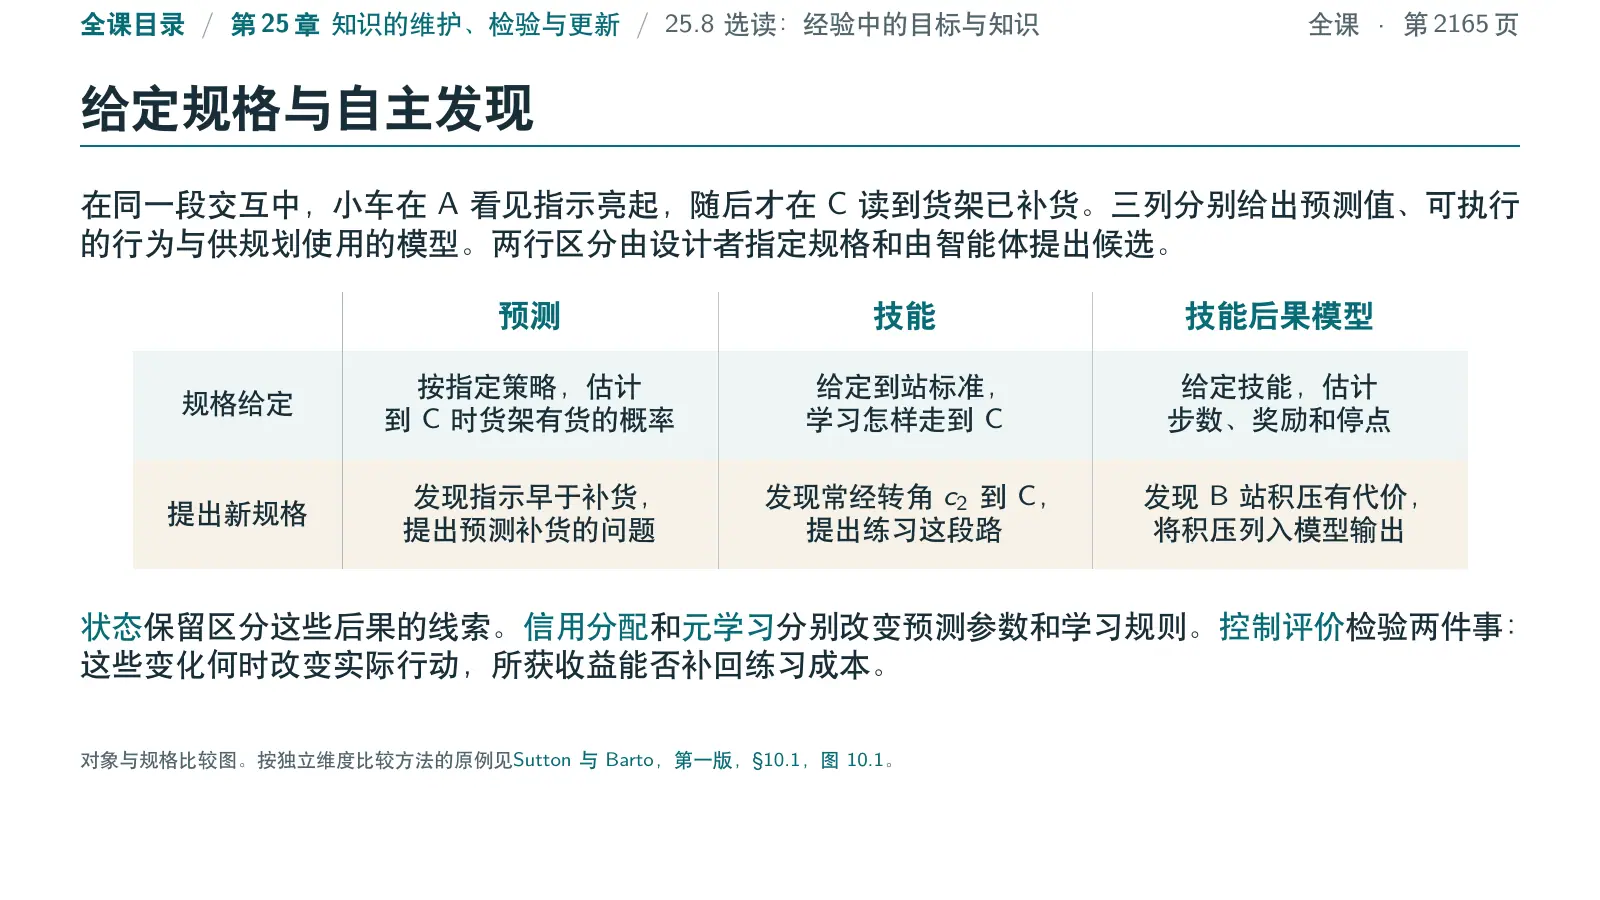 全课目录 / 第 25 章 知识的维护、检验与更新 / 25.8 选读：经验中的目标与知识 全课 · 第 2165 页
给定规格与自主发现
在同一段交互中，小车在 A 看见指示亮起，随后才在 C 读到货架已补货。三列分别给出预测值、可执行
的行为与供规划使用的模型。两行区分由设计者指定规格和由智能体提出候选。
预测 技能 技能后果模型
规格给定
按指定策略，估计
到 C 时货架有货的概率
给定到站标准，
学习怎样走到 C
给定技能，估计
步数、奖励和停点
提出新规格
发现指示早于补货，
提出预测补货的问题
发现常经转角 c₂ 到 C，
提出练习这段路
发现 B 站积压有代价，
将积压列入模型输出
状态保留区分这些后果的线索。信用分配和元学习分别改变预测参数和学习规则。控制评价检验两件事：
这些变化何时改变实际行动，所获收益能否补回练习成本。
对象与规格比较图。按独立维度比较方法的原例见Sutton 与 Barto，第一版，§10.1，图 10.1。